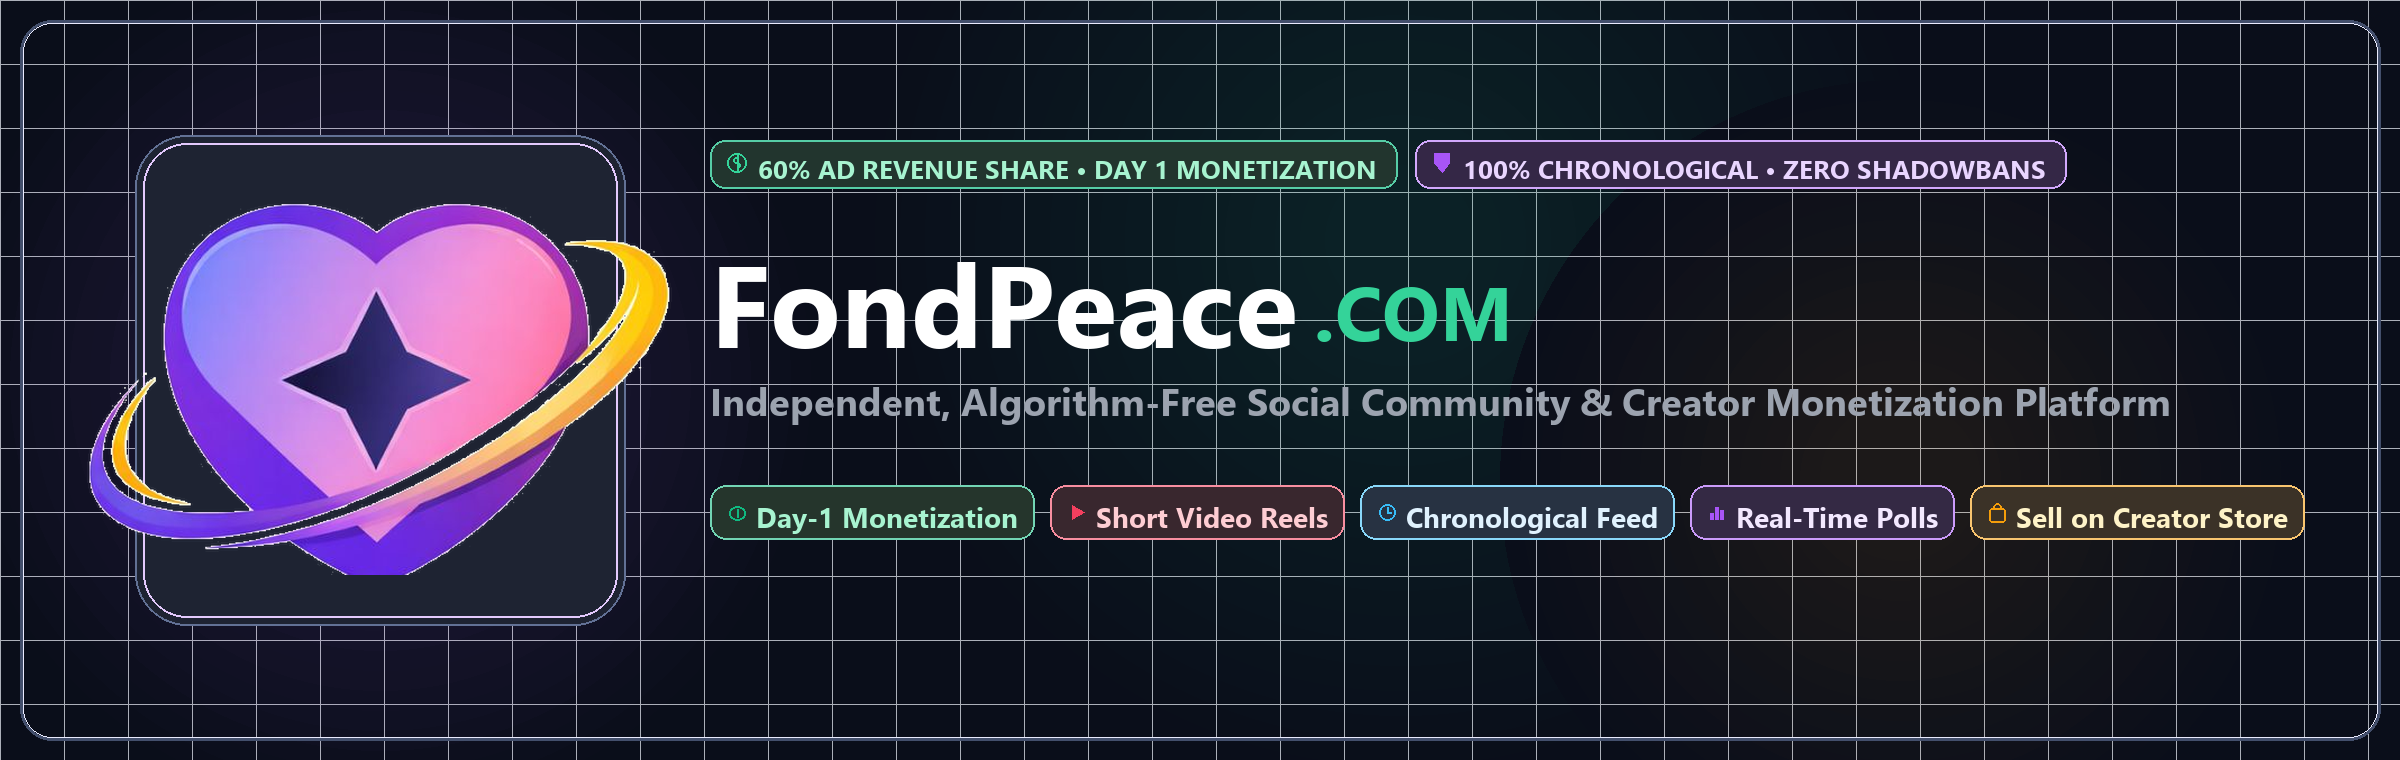 60% AD REVENUE SHARE • DAY 1 MONETIZATION
100% CHRONOLOGICAL • ZERO SHADOWBANS
FondPeace .COM
Independent, Algorithm-Free Social Community & Creator Monetization Platform
Day-1 Monetization
Short Video Reels
Chronological Feed
Real-Time Polls
Sell on Creator Store